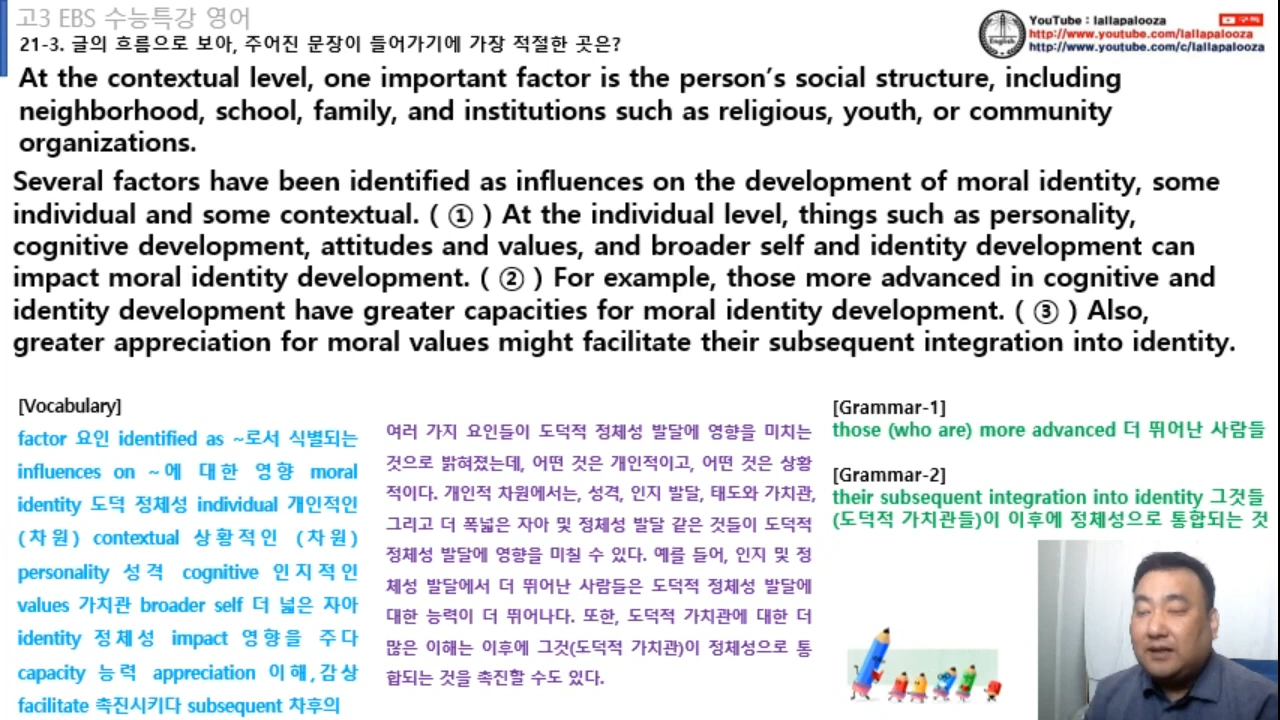 고3 EBS 수능특강 영어
21-3. 글의 흐름으로 보아, 주어진 문장이 들어가기에 가장 적절한 곳은?
YouTube : lallapalooza
구독
http://www.youtube.com/lallapalooza
http://www.youtube.com/c/lallapalooza
English
At the contextual level, one important factor is the person's social structure, including
neighborhood, school, family, and institutions such as religious, youth, or community
organizations.
Several factors have been identified as influences on the development of moral identity, some
individual and some contextual. ( ① ) At the individual level, things such as personality,
cognitive development, attitudes and values, and broader self and identity development can
impact moral identity development. ( ② ) For example, those more advanced in cognitive and
identity development have greater capacities for moral identity development. ( ③ ) Also,
greater appreciation for moral values might facilitate their subsequent integration into identity.
[Vocabulary]
factor 요인 identified as ~로서 식별되는
influences on ~에 대한 영향 moral
identity 도덕 정체성 individual 개인적인
(차원) contextual 상황적인 (차원)
personality 성격 cognitive 인지적인
values 가치관 broader self 더 넓은 자아
identity 정체성 impact 영향을 주다
capacity 능력 appreciation 이해,감상
facilitate 촉진시키다 subsequent 차후의
여러 가지 요인들이 도덕적 정체성 발달에 영향을 미치는
것으로 밝혀졌는데, 어떤 것은 개인적이고, 어떤 것은 상황
적이다. 개인적 차원에서는, 성격, 인지 발달, 태도와 가치관,
그리고 더 폭넓은 자아 및 정체성 발달 같은 것들이 도덕적
정체성 발달에 영향을 미칠 수 있다. 예를 들어, 인지 및 정
체성 발달에서 더 뛰어난 사람들은 도덕적 정체성 발달에
대한 능력이 더 뛰어나다. 또한, 도덕적 가치관에 대한 더
많은 이해는 이후에 그것(도덕적 가치관)이 정체성으로 통
합되는 것을 촉진할 수도 있다.
[Grammar-1]
those (who are) more advanced 더 뛰어난 사람들
[Grammar-2]
their subsequent integration into identity 그것들
(도덕적 가치관들)이 이후에 정체성으로 통합되는 것